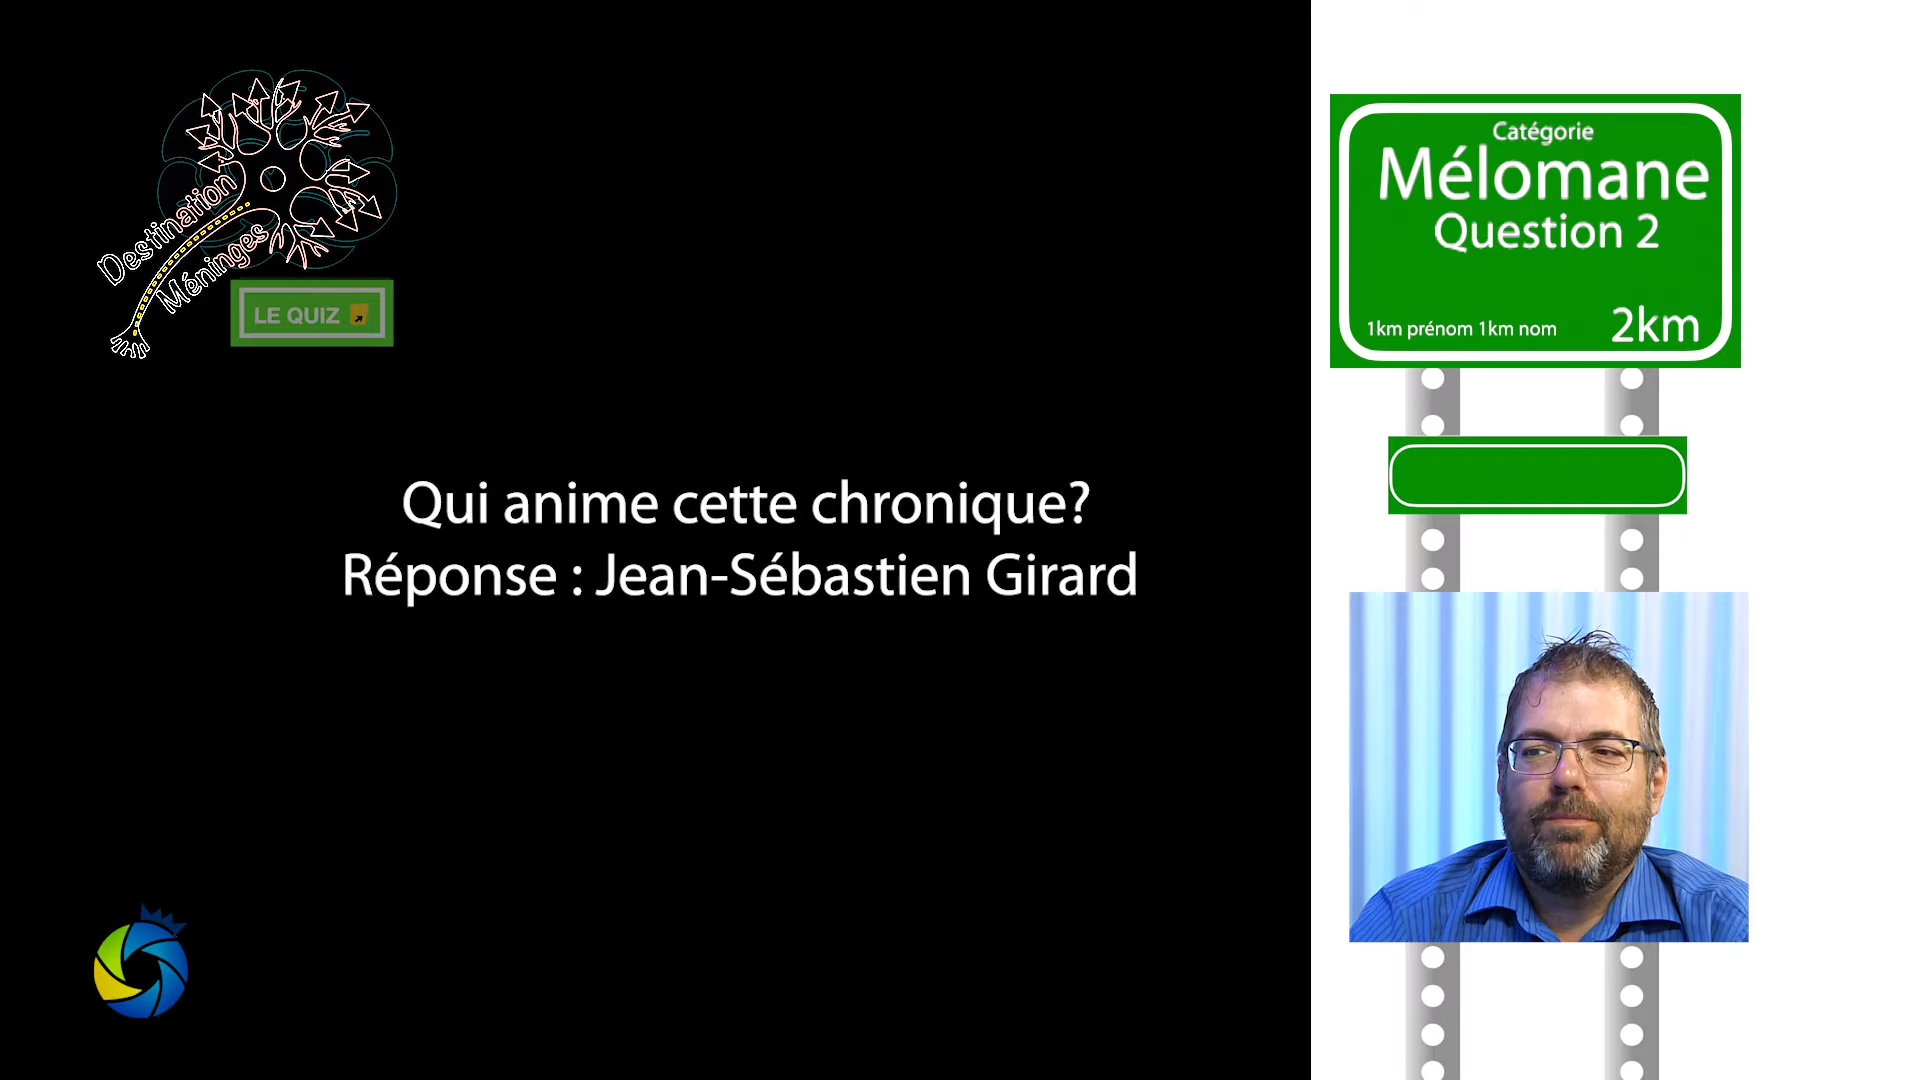 Destination
Méninges
LE QUIZ
Qui anime cette chronique?
Réponse : Jean-Sébastien Girard
Catégorie
Mélomane
Question 2
1km prénom 1km nom
2km